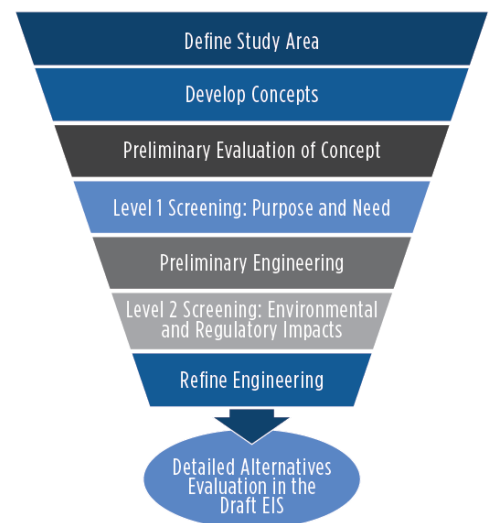 Define Study Area
Develop Concepts
Preliminary Evaluation of Concept
Level 1 Screening: Purpose and Need
Preliminary Engineering
Level 2 Screening: Environmental
and Regulatory Impacts
Refine Engineering
Detailed Alternatives
Evaluation in the
Draft EIS